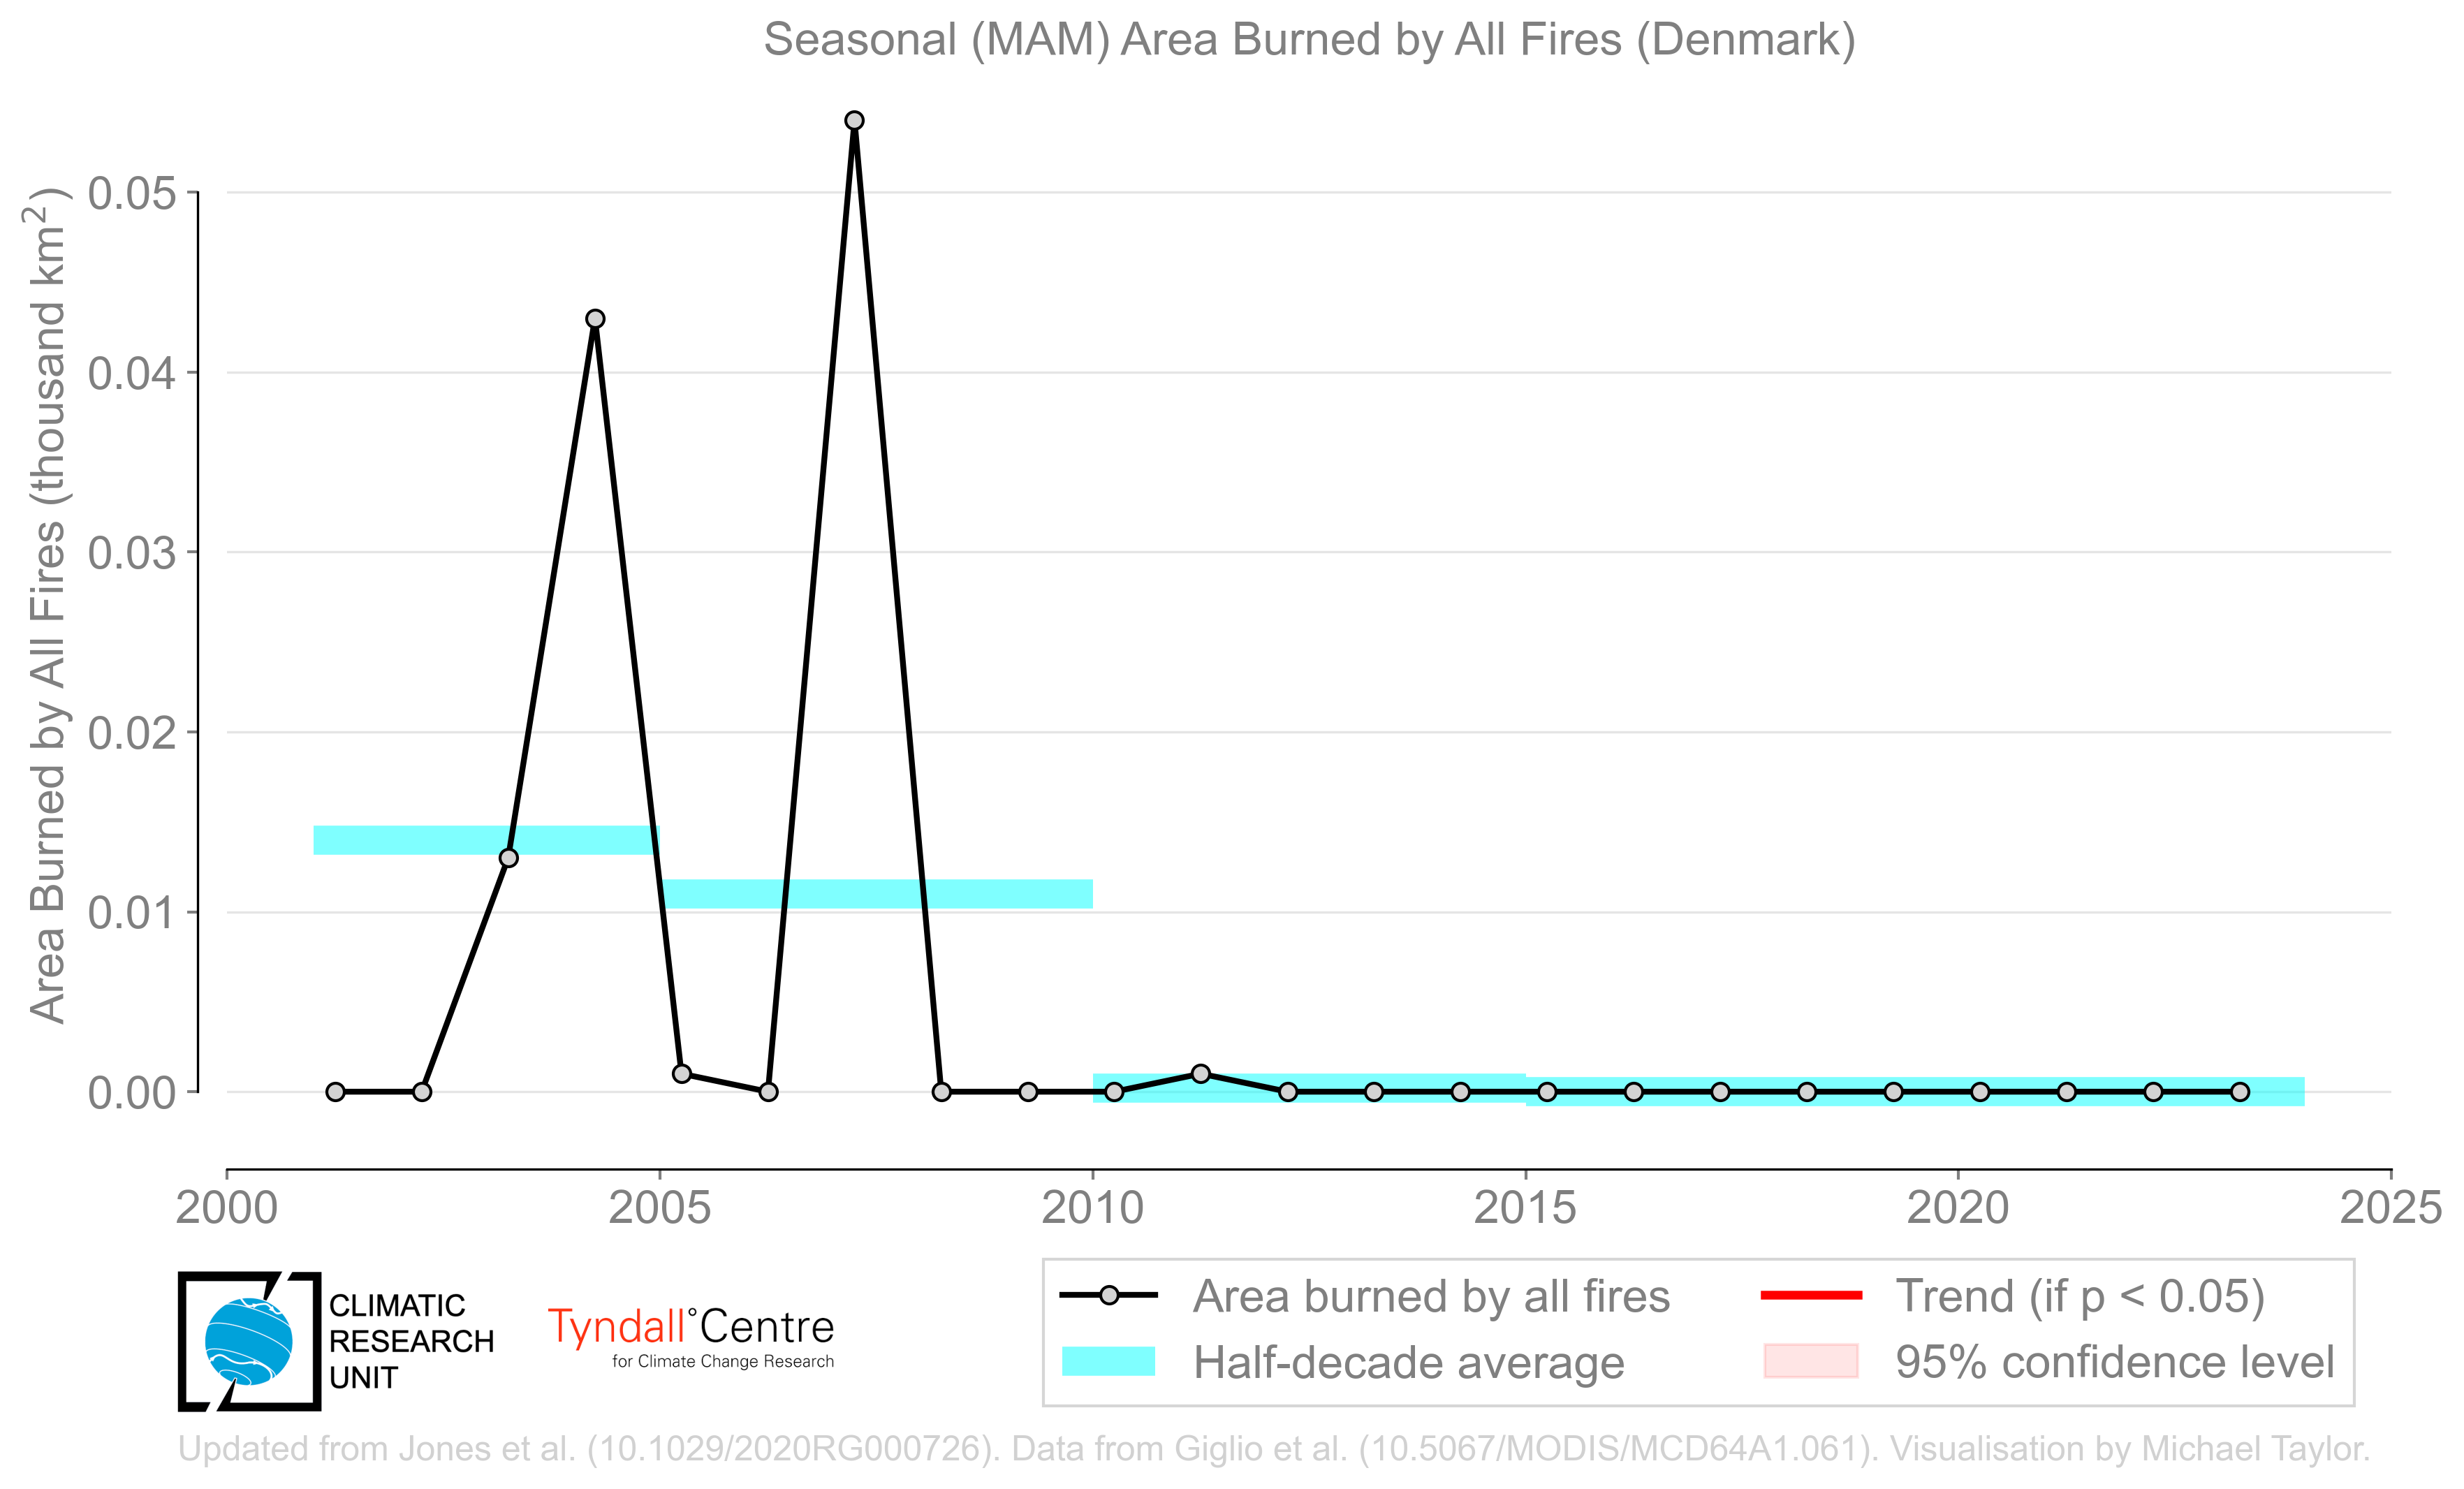 Seasonal (MAM) Area Burned by All Fires (Denmark)
Area Burned by All Fires (thousand km²)
0.05
0.04
0.03
0.02
0.01
0.00
2000 2005 2010 2015 2020 2025
CLIMATIC
RESEARCH
UNIT
Tyndall°Centre
for Climate Change Research
Area burned by all fires
Half-decade average
Trend (if p < 0.05)
95% confidence level
Updated from Jones et al. (10.1029/2020RG000726). Data from Giglio et al. (10.5067/MODIS/MCD64A1.061). Visualisation by Michael Taylor.